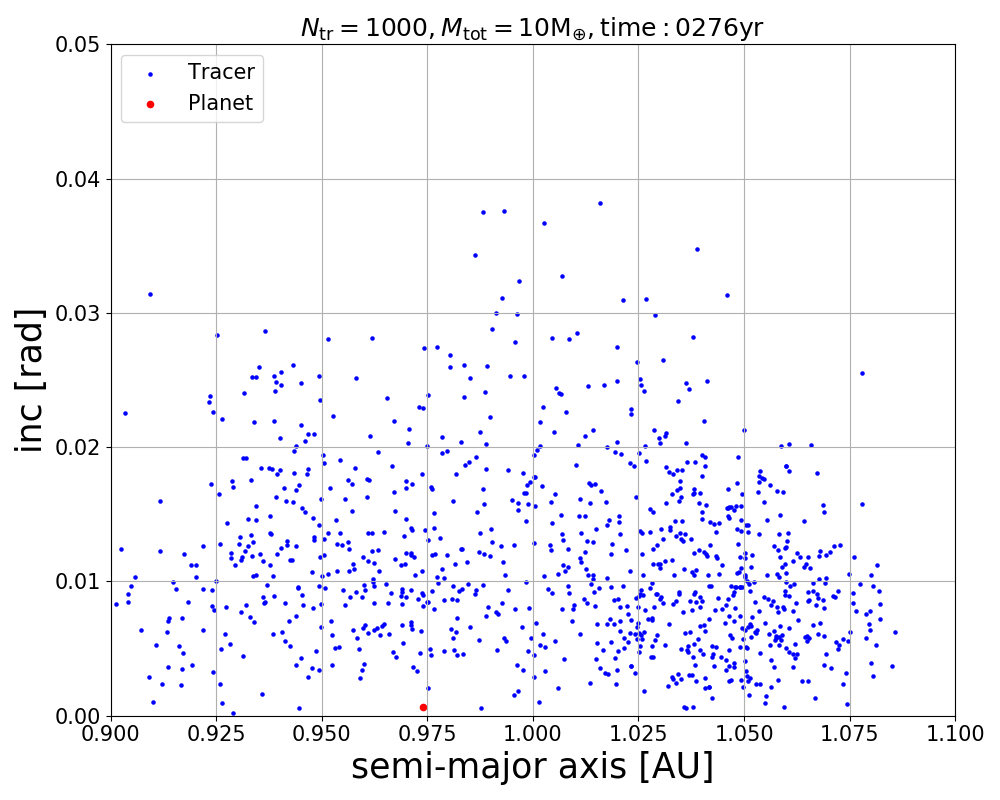 N_tr = 1000, M_tot = 10M_⊕, time : 0276yr
0.05
Tracer
Planet
0.04
0.03
0.02
0.01
0.00
inc [rad]
0.900 0.925 0.950 0.975 1.000 1.025 1.050 1.075 1.100
semi-major axis [AU]